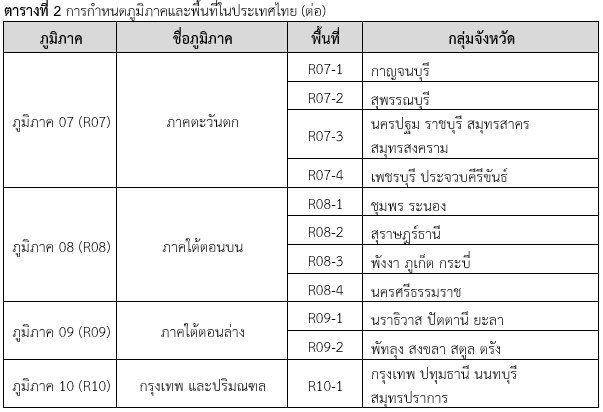 ตารางที่ 2 การกำหนดภูมิภาคและพื้นที่ในประเทศไทย (ต่อ)
ภูมิภาค ชื่อภูมิภาค พื้นที่ กลุ่มจังหวัด
ภูมิภาค 07 (R07) ภาคตะวันตก R07-1 กาญจนบุรี
R07-2 สุพรรณบุรี
R07-3 นครปฐม ราชบุรี สมุทรสาคร
สมุทรสงคราม
R07-4 เพชรบุรี ประจวบคีรีขันธ์
ภูมิภาค 08 (R08) ภาคใต้ตอนบน R08-1 ชุมพร ระนอง
R08-2 สุราษฎร์ธานี
R08-3 พังงา ภูเก็ต กระบี่
R08-4 นครศรีธรรมราช
ภูมิภาค 09 (R09) ภาคใต้ตอนล่าง R09-1 นราธิวาส ปัตตานี ยะลา
R09-2 พัทลุง สงขลา สตูล ตรัง
ภูมิภาค 10 (R10) กรุงเทพ และปริมณฑล R10-1 กรุงเทพ ปทุมธานี นนทบุรี
สมุทรปราการ